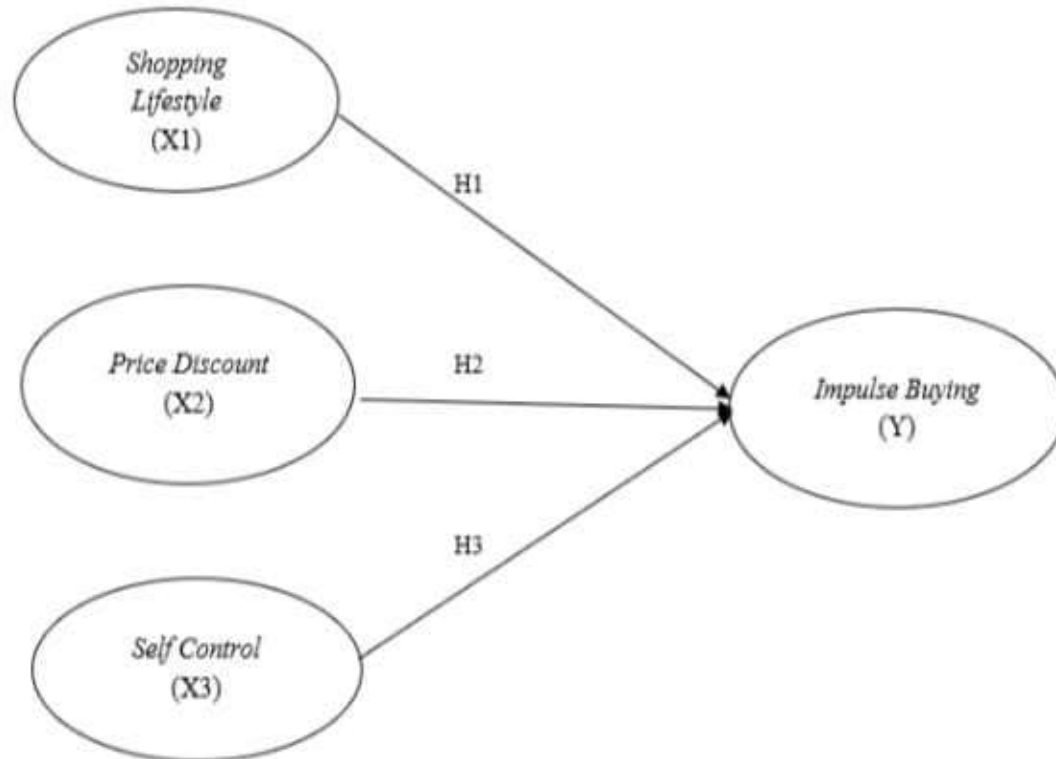 Shopping
Lifestyle
(X1)
H1
Price Discount
(X2)
H2
Impulse Buying
(Y)
H3
Self Control
(X3)